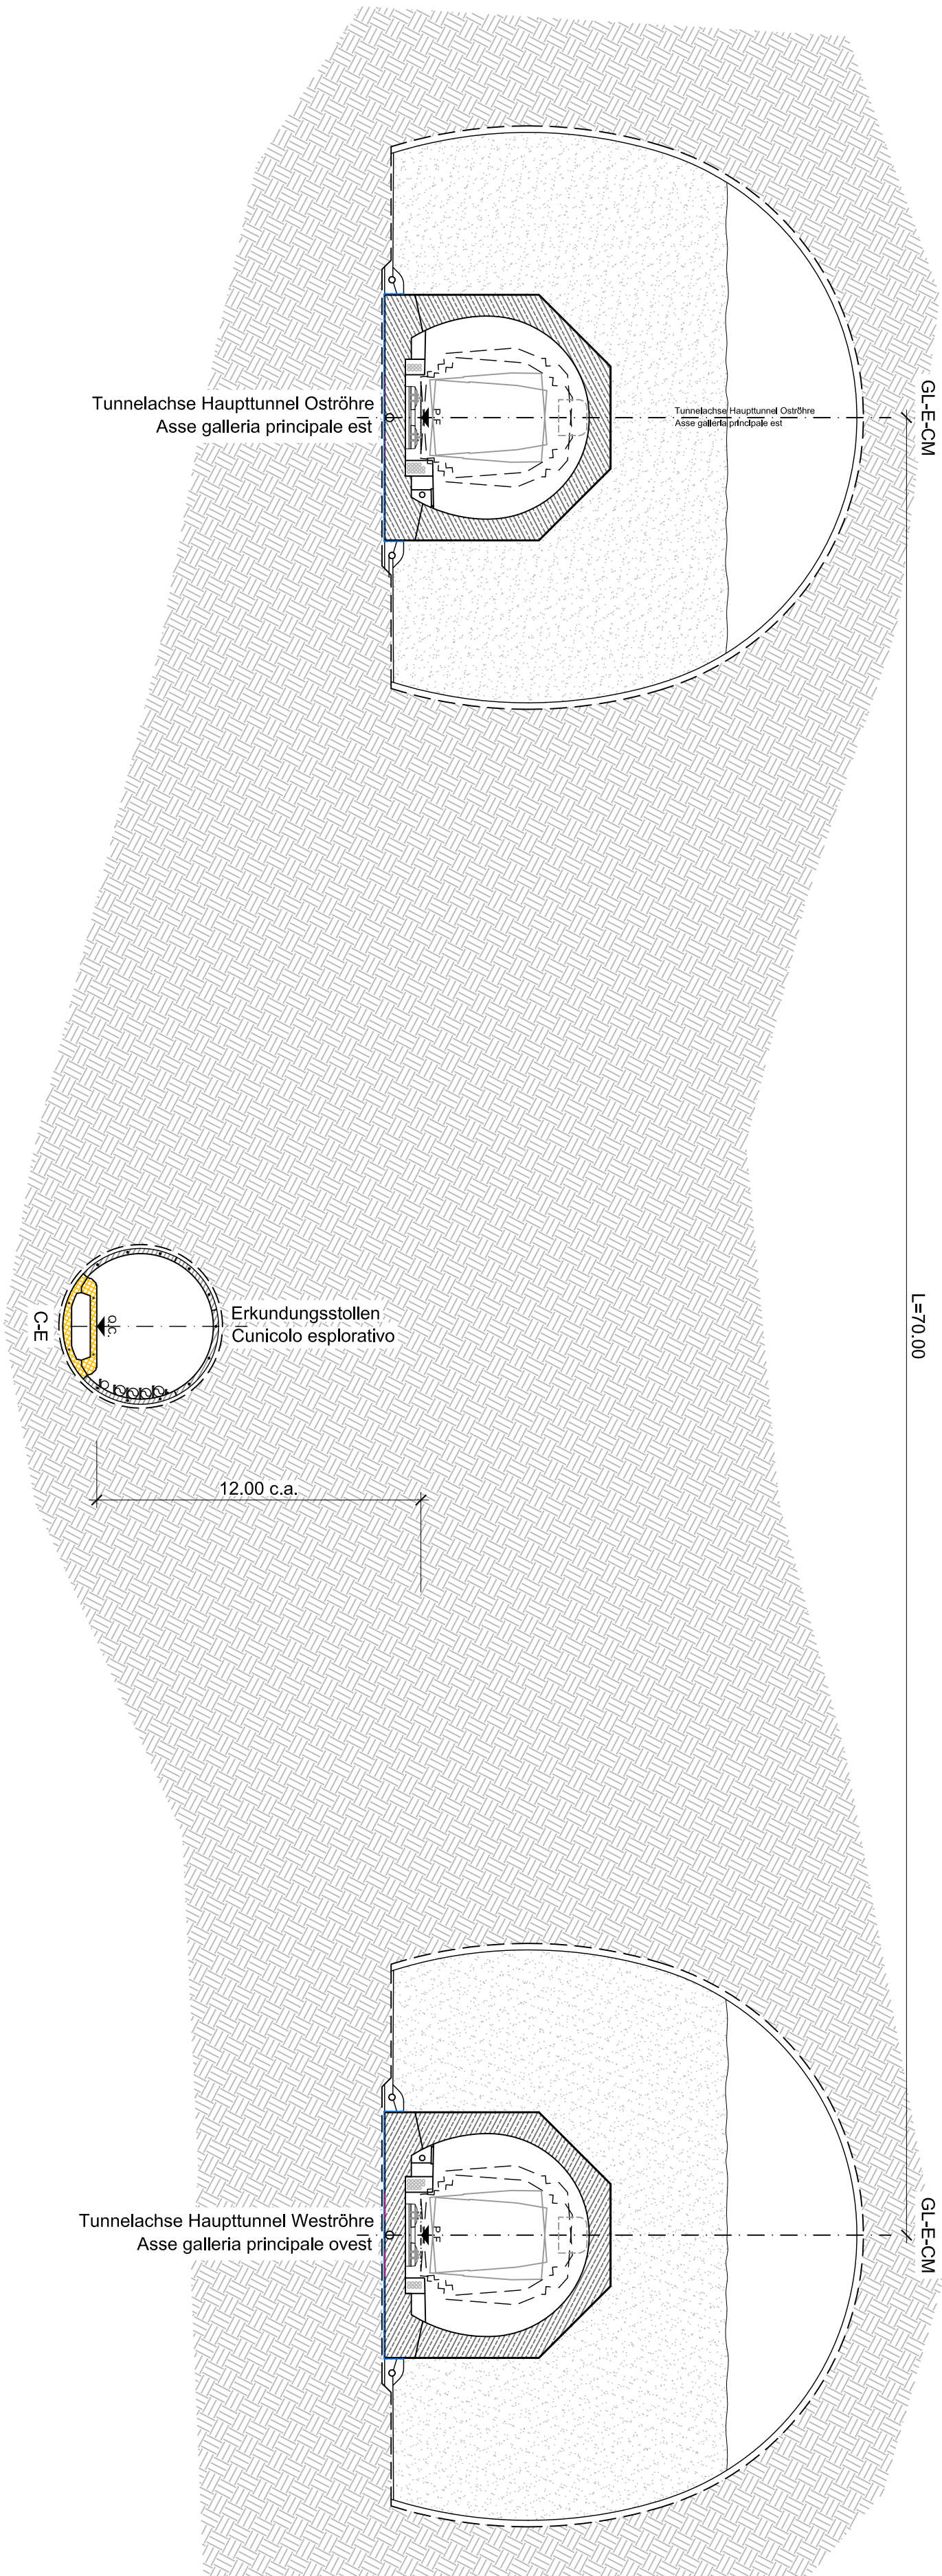 GL-E-CM
Tunnelachse Haupttunnel Oströhre
Asse galleria principale est
Tunnelachse Haupttunnel Oströhre
Asse galleria principale est
P.F.
L=70.00
Erkundungsstollen
Cunicolo esplorativo
Q.C.
C-E
12.00 c.a.
GL-E-CM
Tunnelachse Haupttunnel Weströhre
Asse galleria principale ovest
P.F.